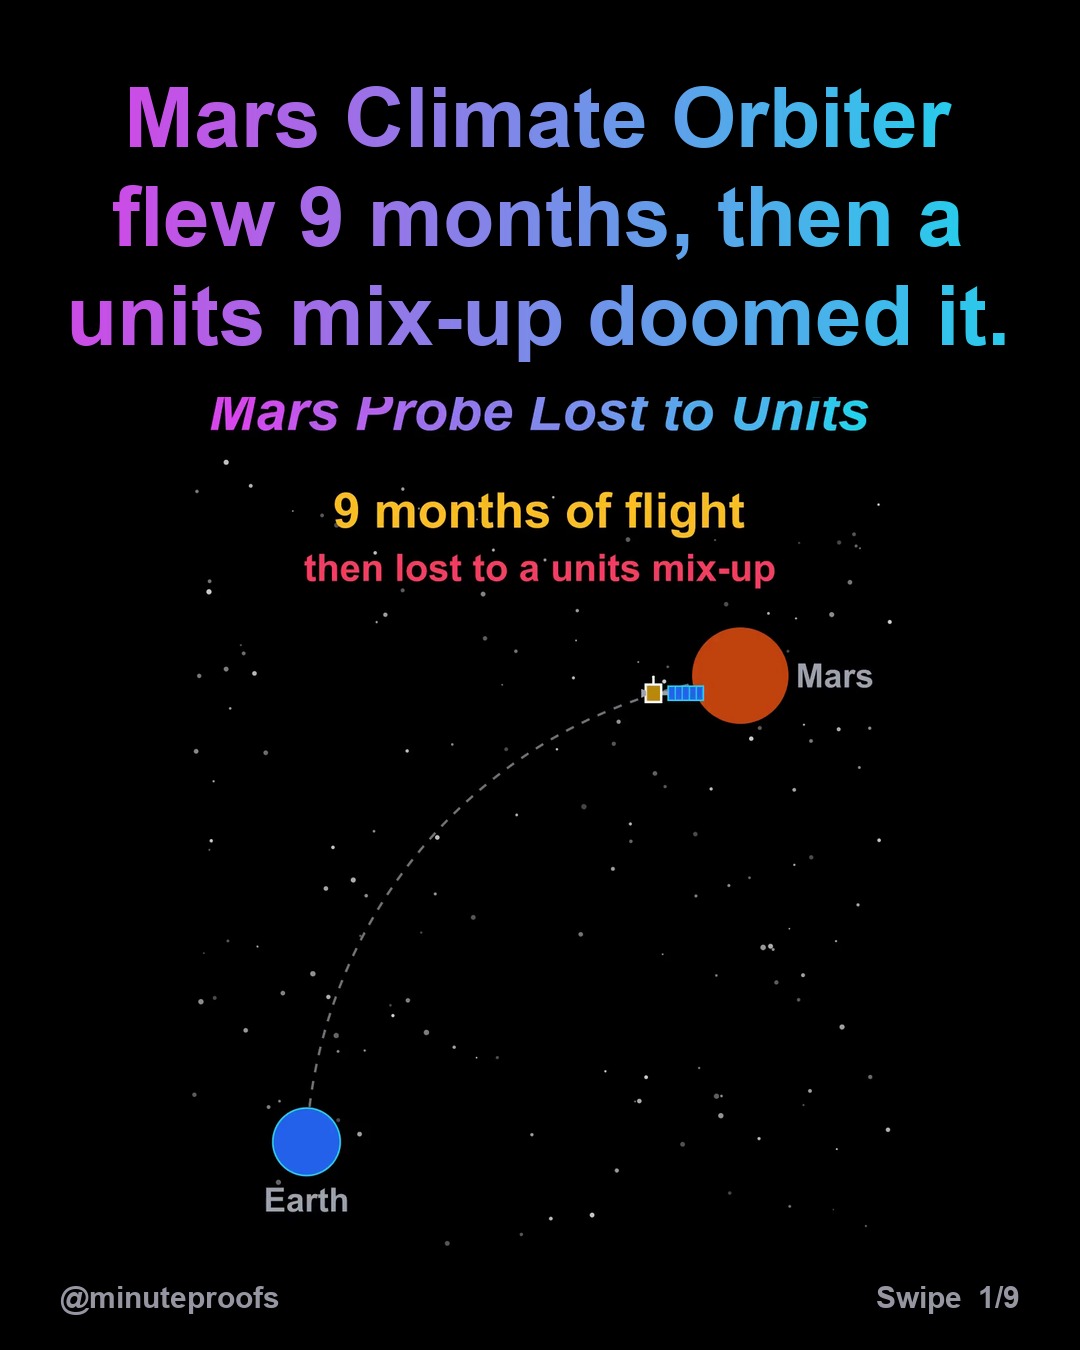 Mars Climate Orbiter
flew 9 months, then a
units mix-up doomed it.
Mars Probe Lost to Units
9 months of flight
then lost to a units mix-up
Mars
Earth
@minuteproofs
Swipe 1/9